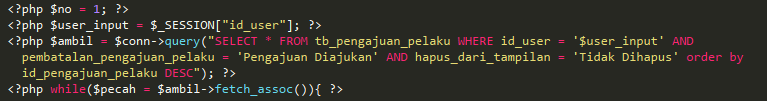 <?php $no = 1; ?>
<?php $user_input = $_SESSION["id_user"]; ?>
<?php $ambil = $conn->query("SELECT * FROM tb_pengajuan_pelaku WHERE id_user = '$user_input' AND
pembatalan_pengajuan_pelaku = 'Pengajuan Diajukan' AND hapus_dari_tampilan = 'Tidak Dihapus' order by
id_pengajuan_pelaku DESC"); ?>
<?php while($pecah = $ambil->fetch_assoc()){ ?>